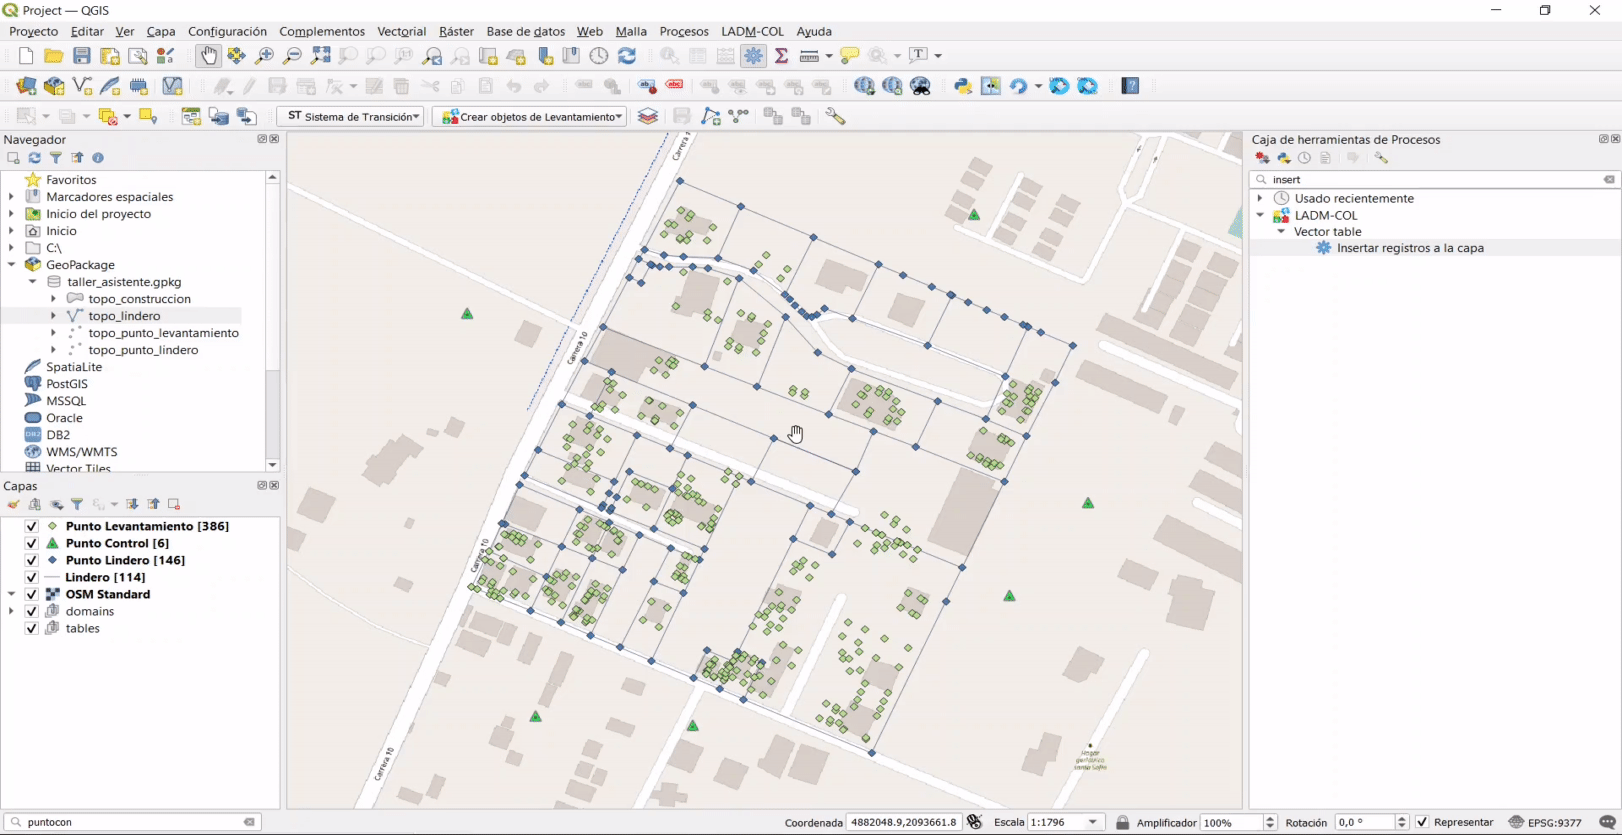 Project — QGIS
Proyecto Editar Ver Capa Configuración Complementos Vectorial Ráster Base de datos Web Malla Procesos LADM-COL Ayuda
ST Sistema de Transición
Crear objetos de Levantamiento
Navegador
Favoritos
Marcadores espaciales
Inicio del proyecto
Inicio
C:\
GeoPackage
taller_asistente.gpkg
topo_construccion
topo_lindero
topo_punto_levantamiento
topo_punto_lindero
SpatiaLite
PostGIS
MSSQL
Oracle
DB2
WMS/WMTS
Vector Tiles
Capas
Punto Levantamiento [386]
Punto Control [6]
Punto Lindero [146]
Lindero [114]
OSM Standard
domains
tables
Carrera 10
Carrera 10
Carrera 10
Caja de herramientas de Procesos
insert
Usado recientemente
LADM-COL
Vector table
Insertar registros a la capa
puntocon
Coordenada 4882048.9,2093661.8 Escala 1:1796 Amplificador 100% Rotación 0,0 ° Representar EPSG:9377